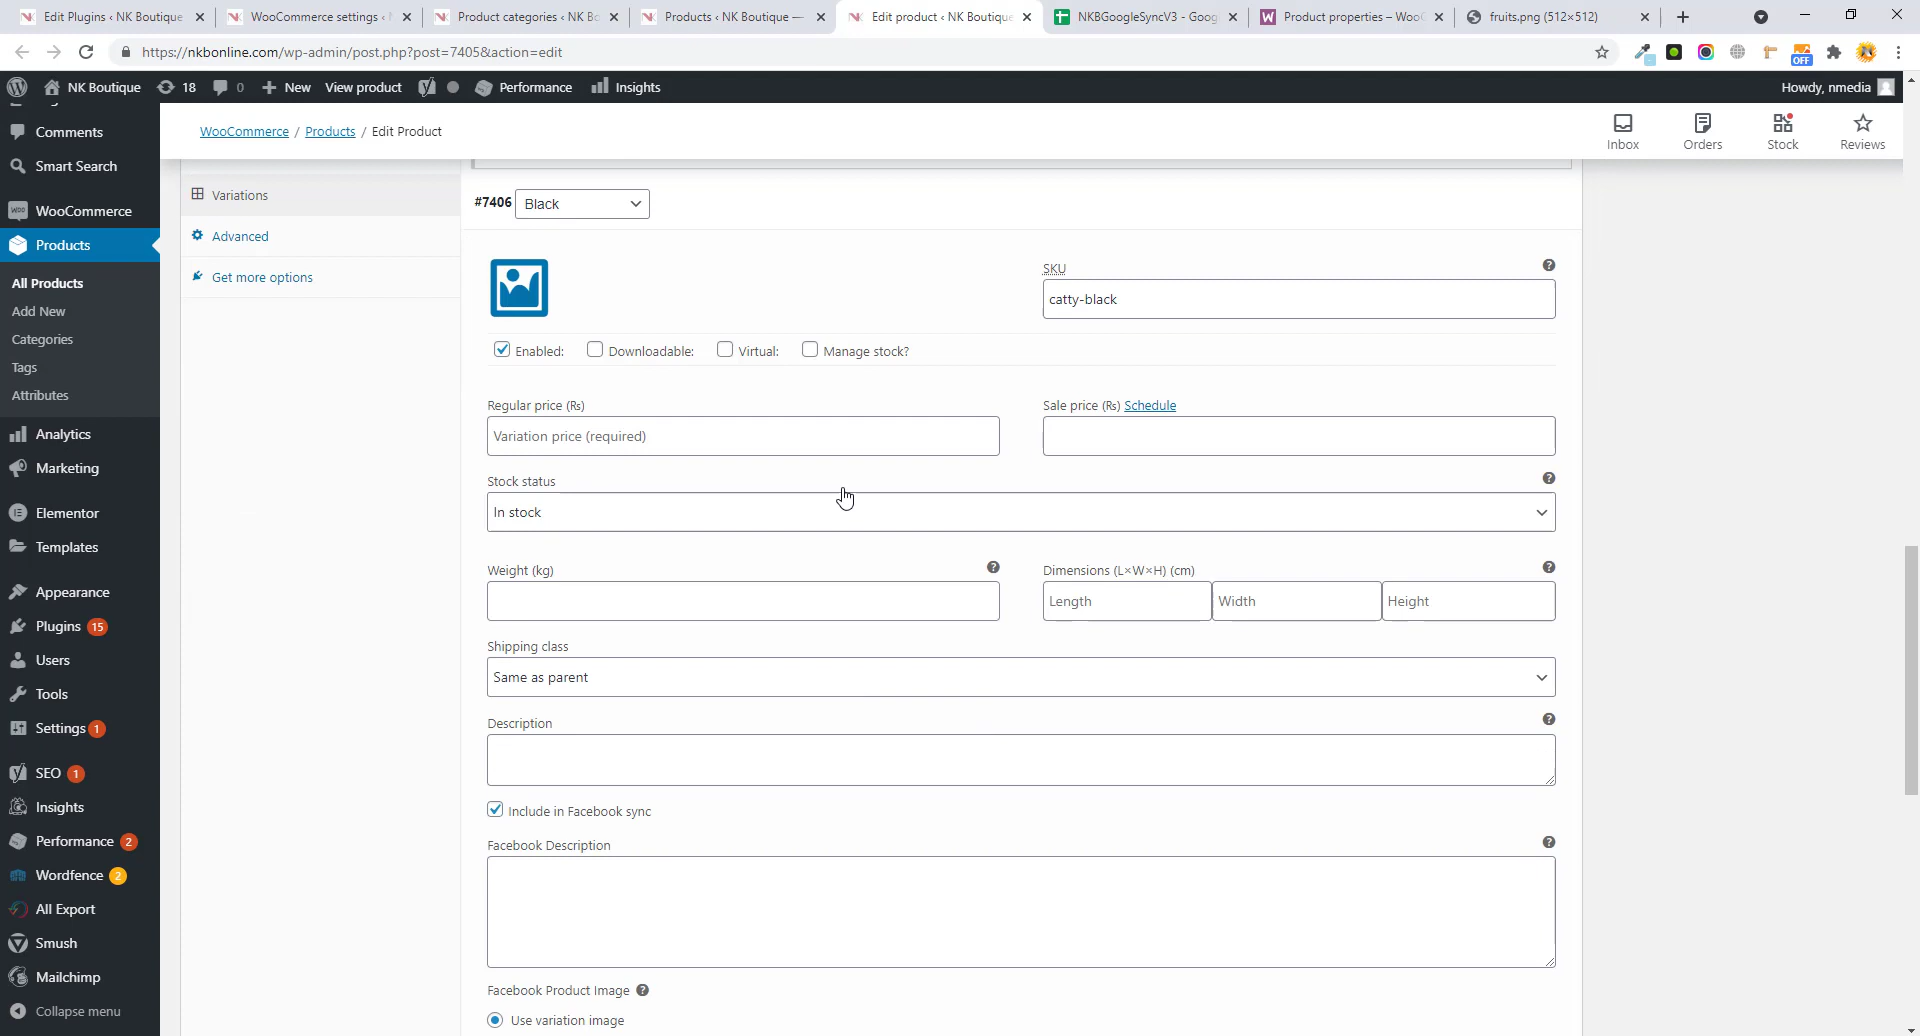 Edit Plugins ‹ NK Boutique
WooCommerce settings ‹
Product categories ‹ NK Bo
Products ‹ NK Boutique —
Edit product ‹ NK Boutique
NKBGoogleSyncV3 - Goog
Product properties – WooC
fruits.png (512×512)
https://nkbonline.com/wp-admin/post.php?post=7405&action=edit
OFF
NK Boutique
18
0
New
View product
Performance
Insights
Howdy, nmedia
Comments
Smart Search
WooCommerce
Products
All Products
Add New
Categories
Tags
Attributes
Analytics
Marketing
Elementor
Templates
Appearance
Plugins 15
Users
Tools
Settings 1
SEO 1
Insights
Performance 2
Wordfence 2
All Export
Smush
Mailchimp
Collapse menu
WooCommerce / Products / Edit Product
Inbox
Orders
Stock
Reviews
Variations
Advanced
Get more options
#7406 Black
SKU
catty-black
Enabled: Downloadable: Virtual: Manage stock?
Regular price (₨)
Variation price (required)
Sale price (₨) Schedule
Stock status
In stock
Weight (kg)
Dimensions (L×W×H) (cm)
Length
Width
Height
Shipping class
Same as parent
Description
Include in Facebook sync
Facebook Description
Facebook Product Image
Use variation image